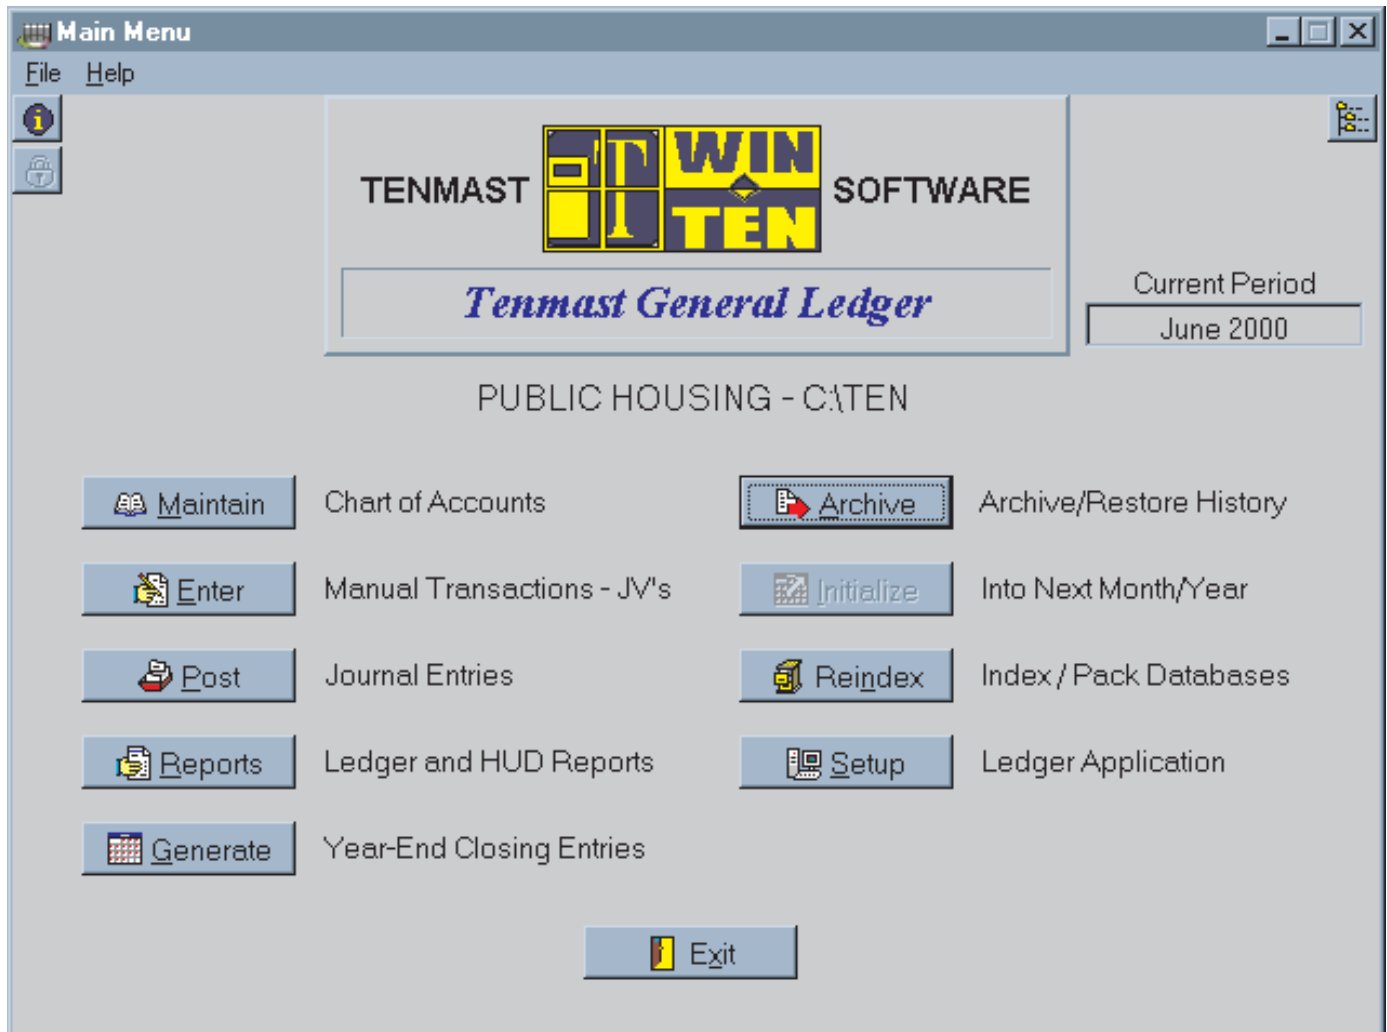 Main Menu
File Help
TENMAST
T WIN
TEN
SOFTWARE
Tenmast General Ledger
Current Period
June 2000
PUBLIC HOUSING - C:\TEN
Maintain Chart of Accounts
Archive Archive/Restore History
Enter Manual Transactions - JV's
Initialize Into Next Month/Year
Post Journal Entries
Reindex Index / Pack Databases
Reports Ledger and HUD Reports
Setup Ledger Application
Generate Year-End Closing Entries
Exit